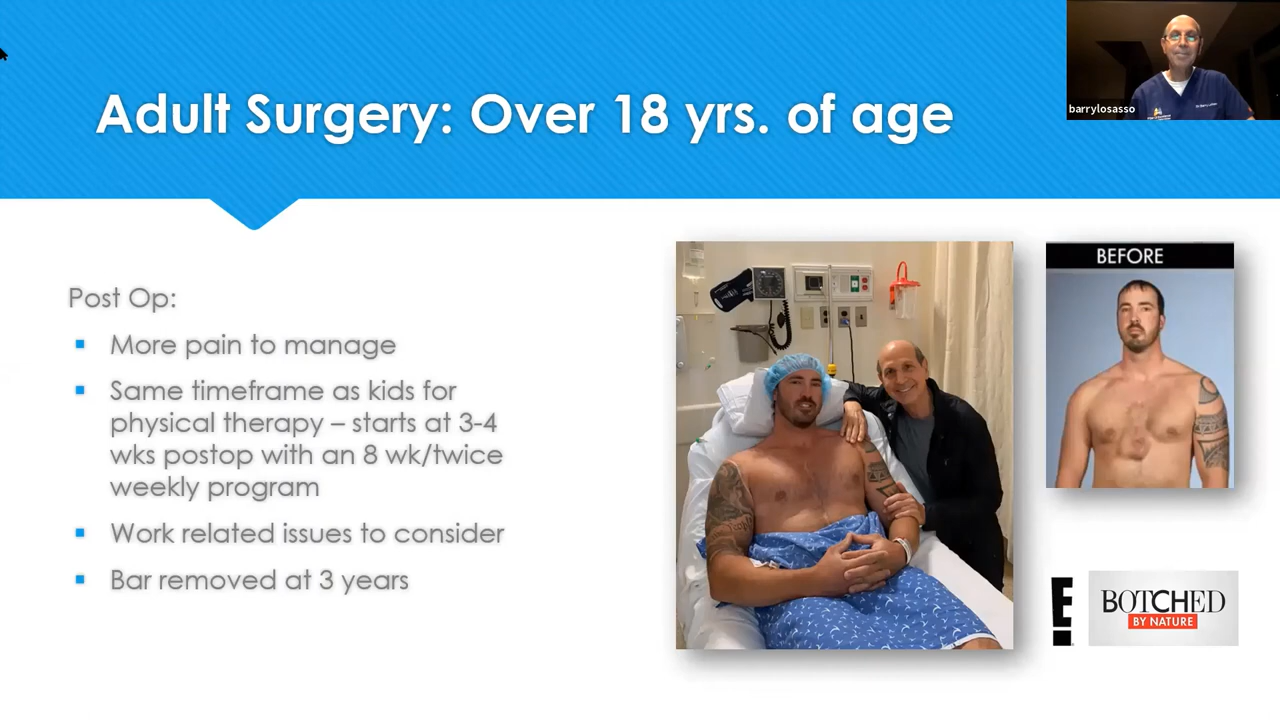 Adult Surgery: Over 18 yrs. of age
barrylosasso
Post Op:
More pain to manage
Same timeframe as kids for
physical therapy – starts at 3-4
wks postop with an 8 wk/twice
weekly program
Work related issues to consider
Bar removed at 3 years
BEFORE
E!
BOTCHED
BY NATURE